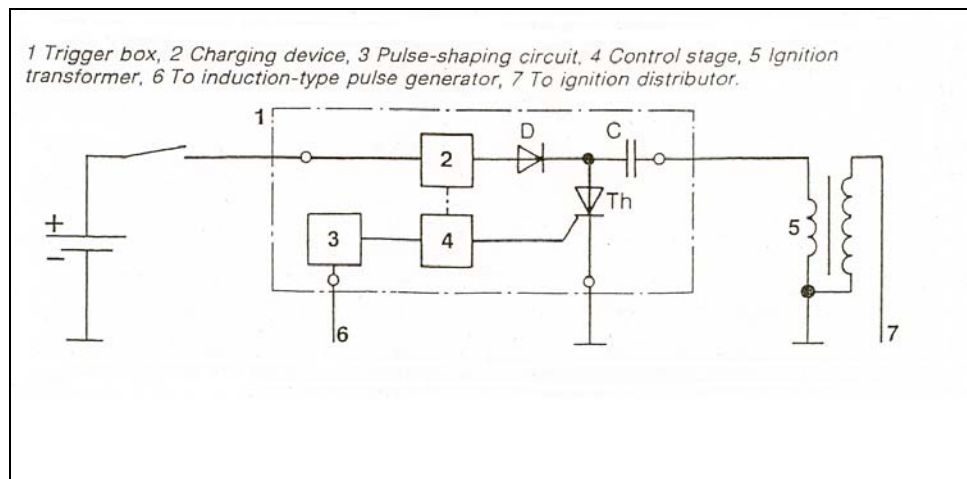 1 Trigger box, 2 Charging device, 3 Pulse-shaping circuit, 4 Control stage, 5 Ignition
transformer, 6 To induction-type pulse generator, 7 To ignition distributor.
1
D
C
2
Th
+
-
3
4
5
6
7